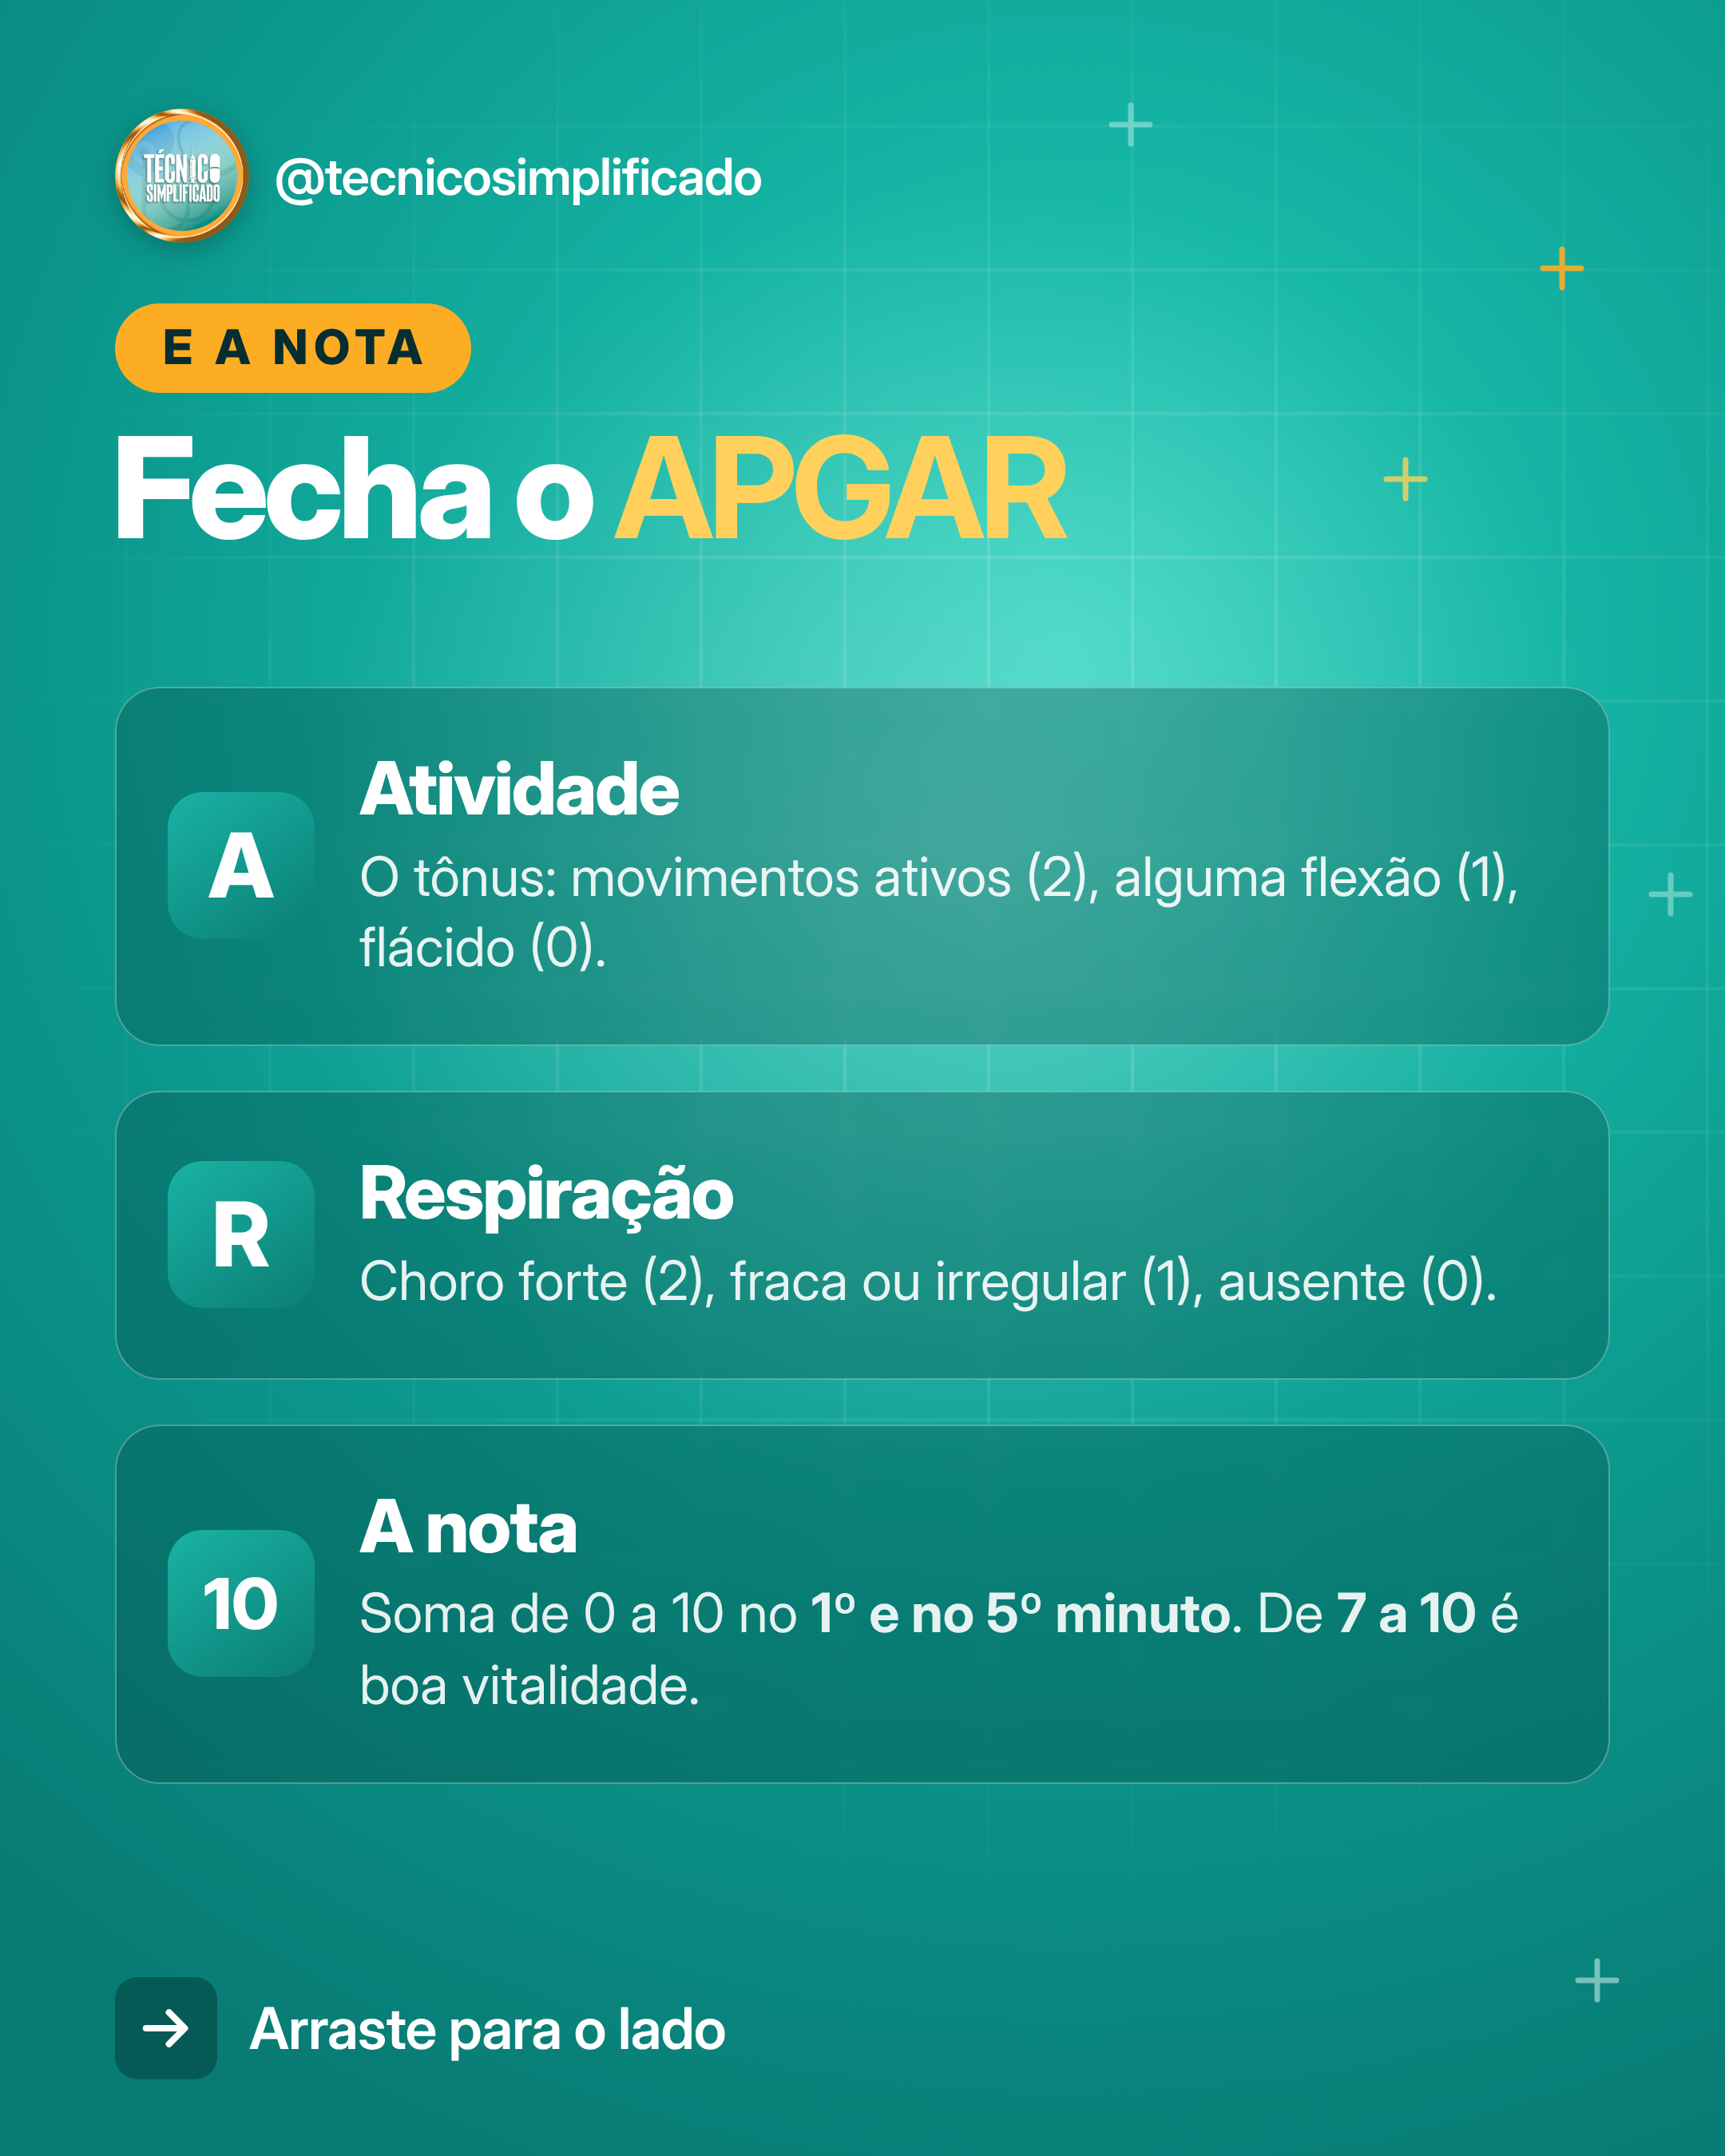 TÉCNICO
SIMPLIFICADO
@tecnicosimplificado
E A NOTA
Fecha o APGAR
A
Atividade
O tônus: movimentos ativos (2), alguma flexão (1),
flácido (0).
R
Respiração
Choro forte (2), fraca ou irregular (1), ausente (0).
10
A nota
Soma de 0 a 10 no 1º e no 5º minuto. De 7 a 10 é
boa vitalidade.
Arraste para o lado